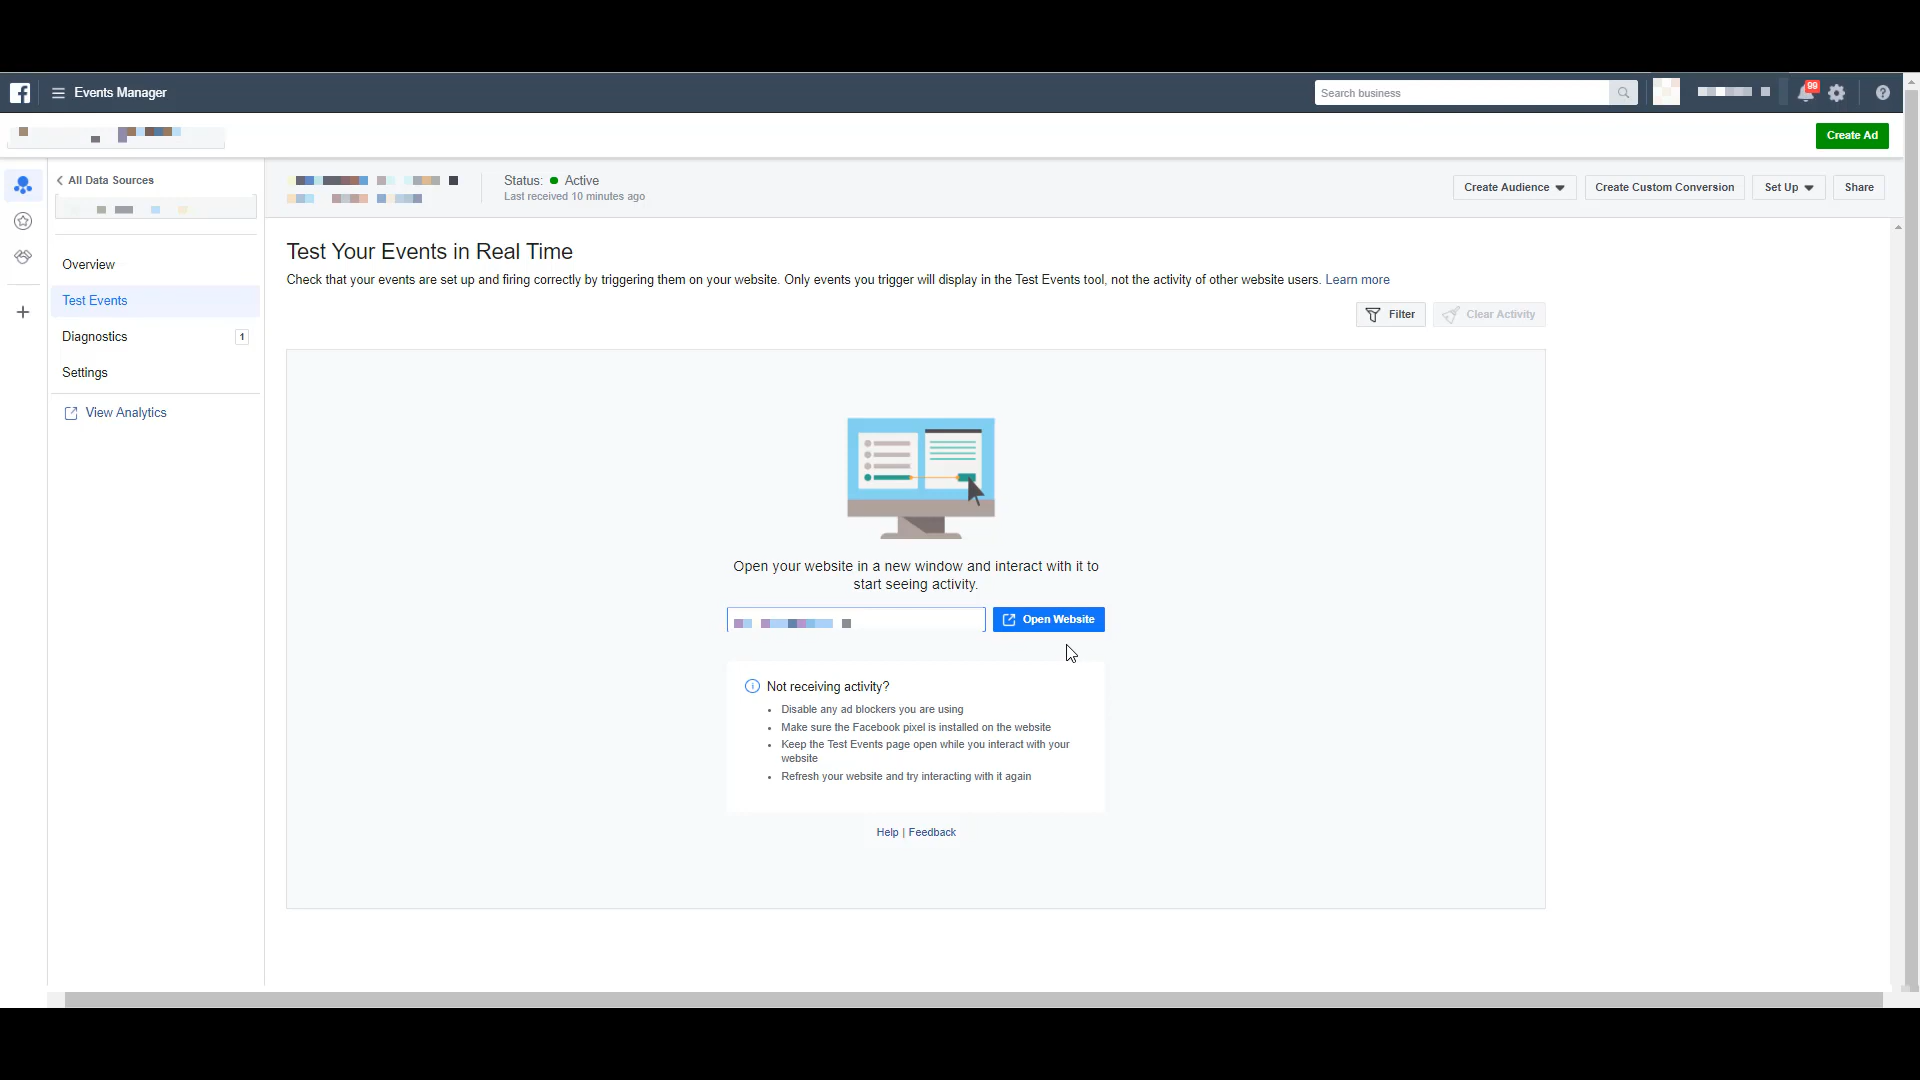 Events Manager
Search business
99
Create Ad
All Data Sources
Status: Active
Last received 10 minutes ago
Create Audience
Create Custom Conversion
Set Up
Share
Overview
Test Events
Diagnostics 1
Settings
View Analytics
Test Your Events in Real Time
Check that your events are set up and firing correctly by triggering them on your website. Only events you trigger will display in the Test Events tool, not the activity of other website users. Learn more
Filter
Clear Activity
Open your website in a new window and interact with it to
start seeing activity.
Open Website
Not receiving activity?
• Disable any ad blockers you are using
• Make sure the Facebook pixel is installed on the website
• Keep the Test Events page open while you interact with your
website
• Refresh your website and try interacting with it again
Help | Feedback